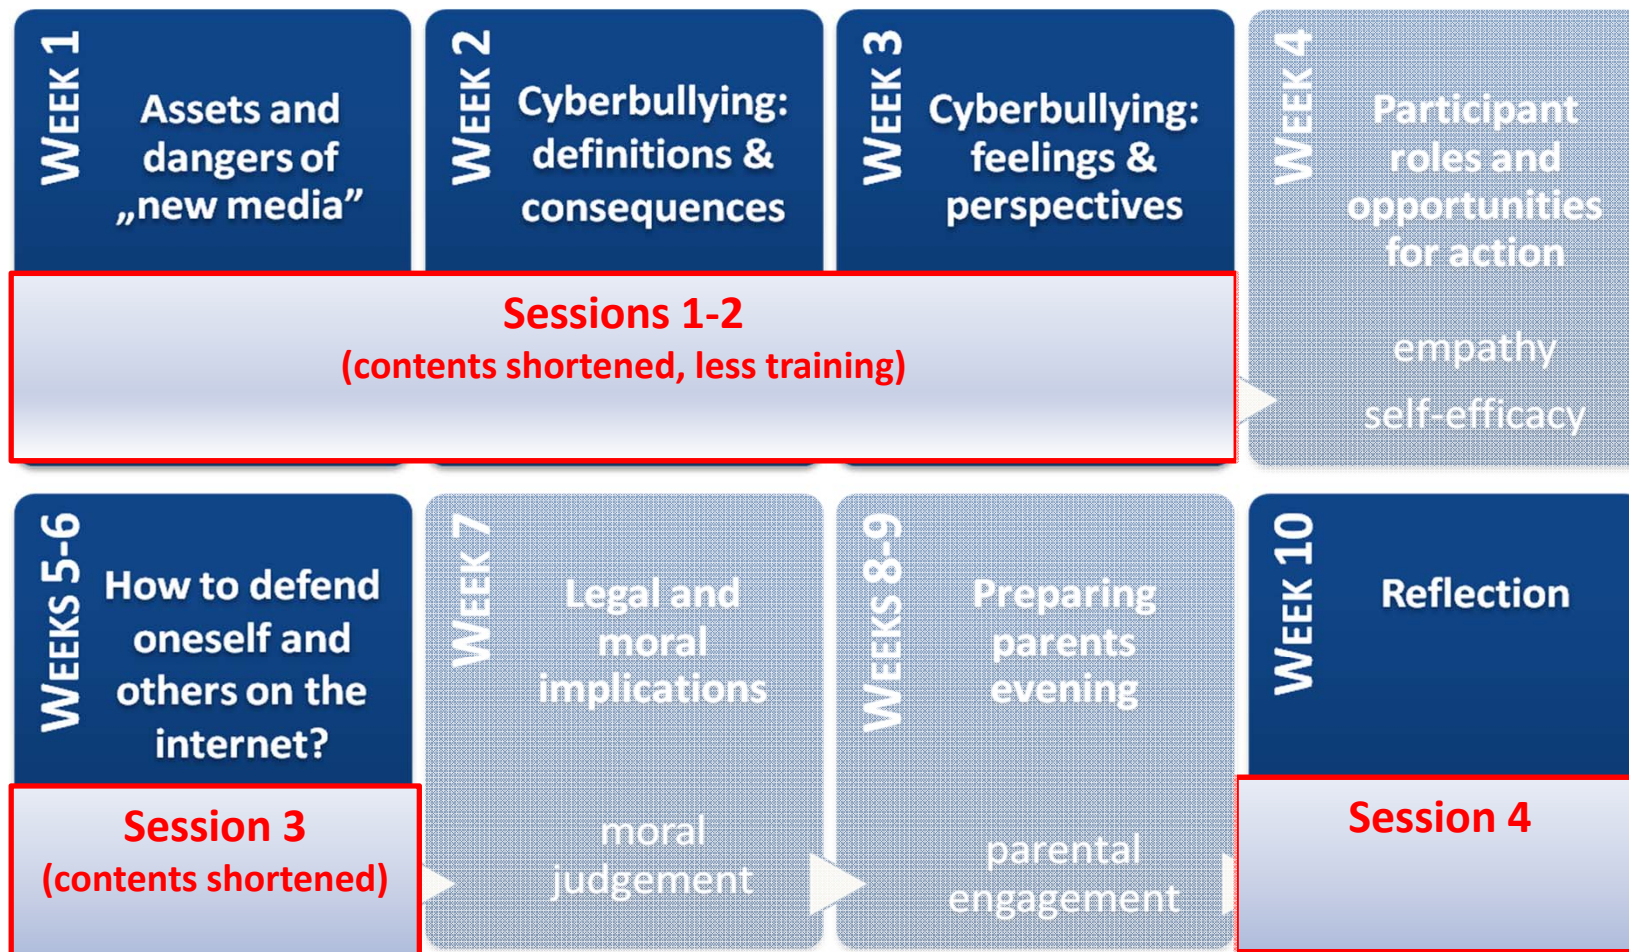 WEEK 1
Assets and
dangers of
„new media”
WEEK 2
Cyberbullying:
definitions &
consequences
WEEK 3
Cyberbullying:
feelings &
perspectives
WEEK 4
Participant
roles and
opportunities
for action
empathy
self-efficacy
Sessions 1-2
(contents shortened, less training)
WEEKS 5-6
How to defend
oneself and
others on the
internet?
Session 3
(contents shortened)
WEEK 7
Legal and
moral
implications
moral
judgement
WEEKS 8-9
Preparing
parents
evening
parental
engagement
WEEK 10
Reflection
Session 4